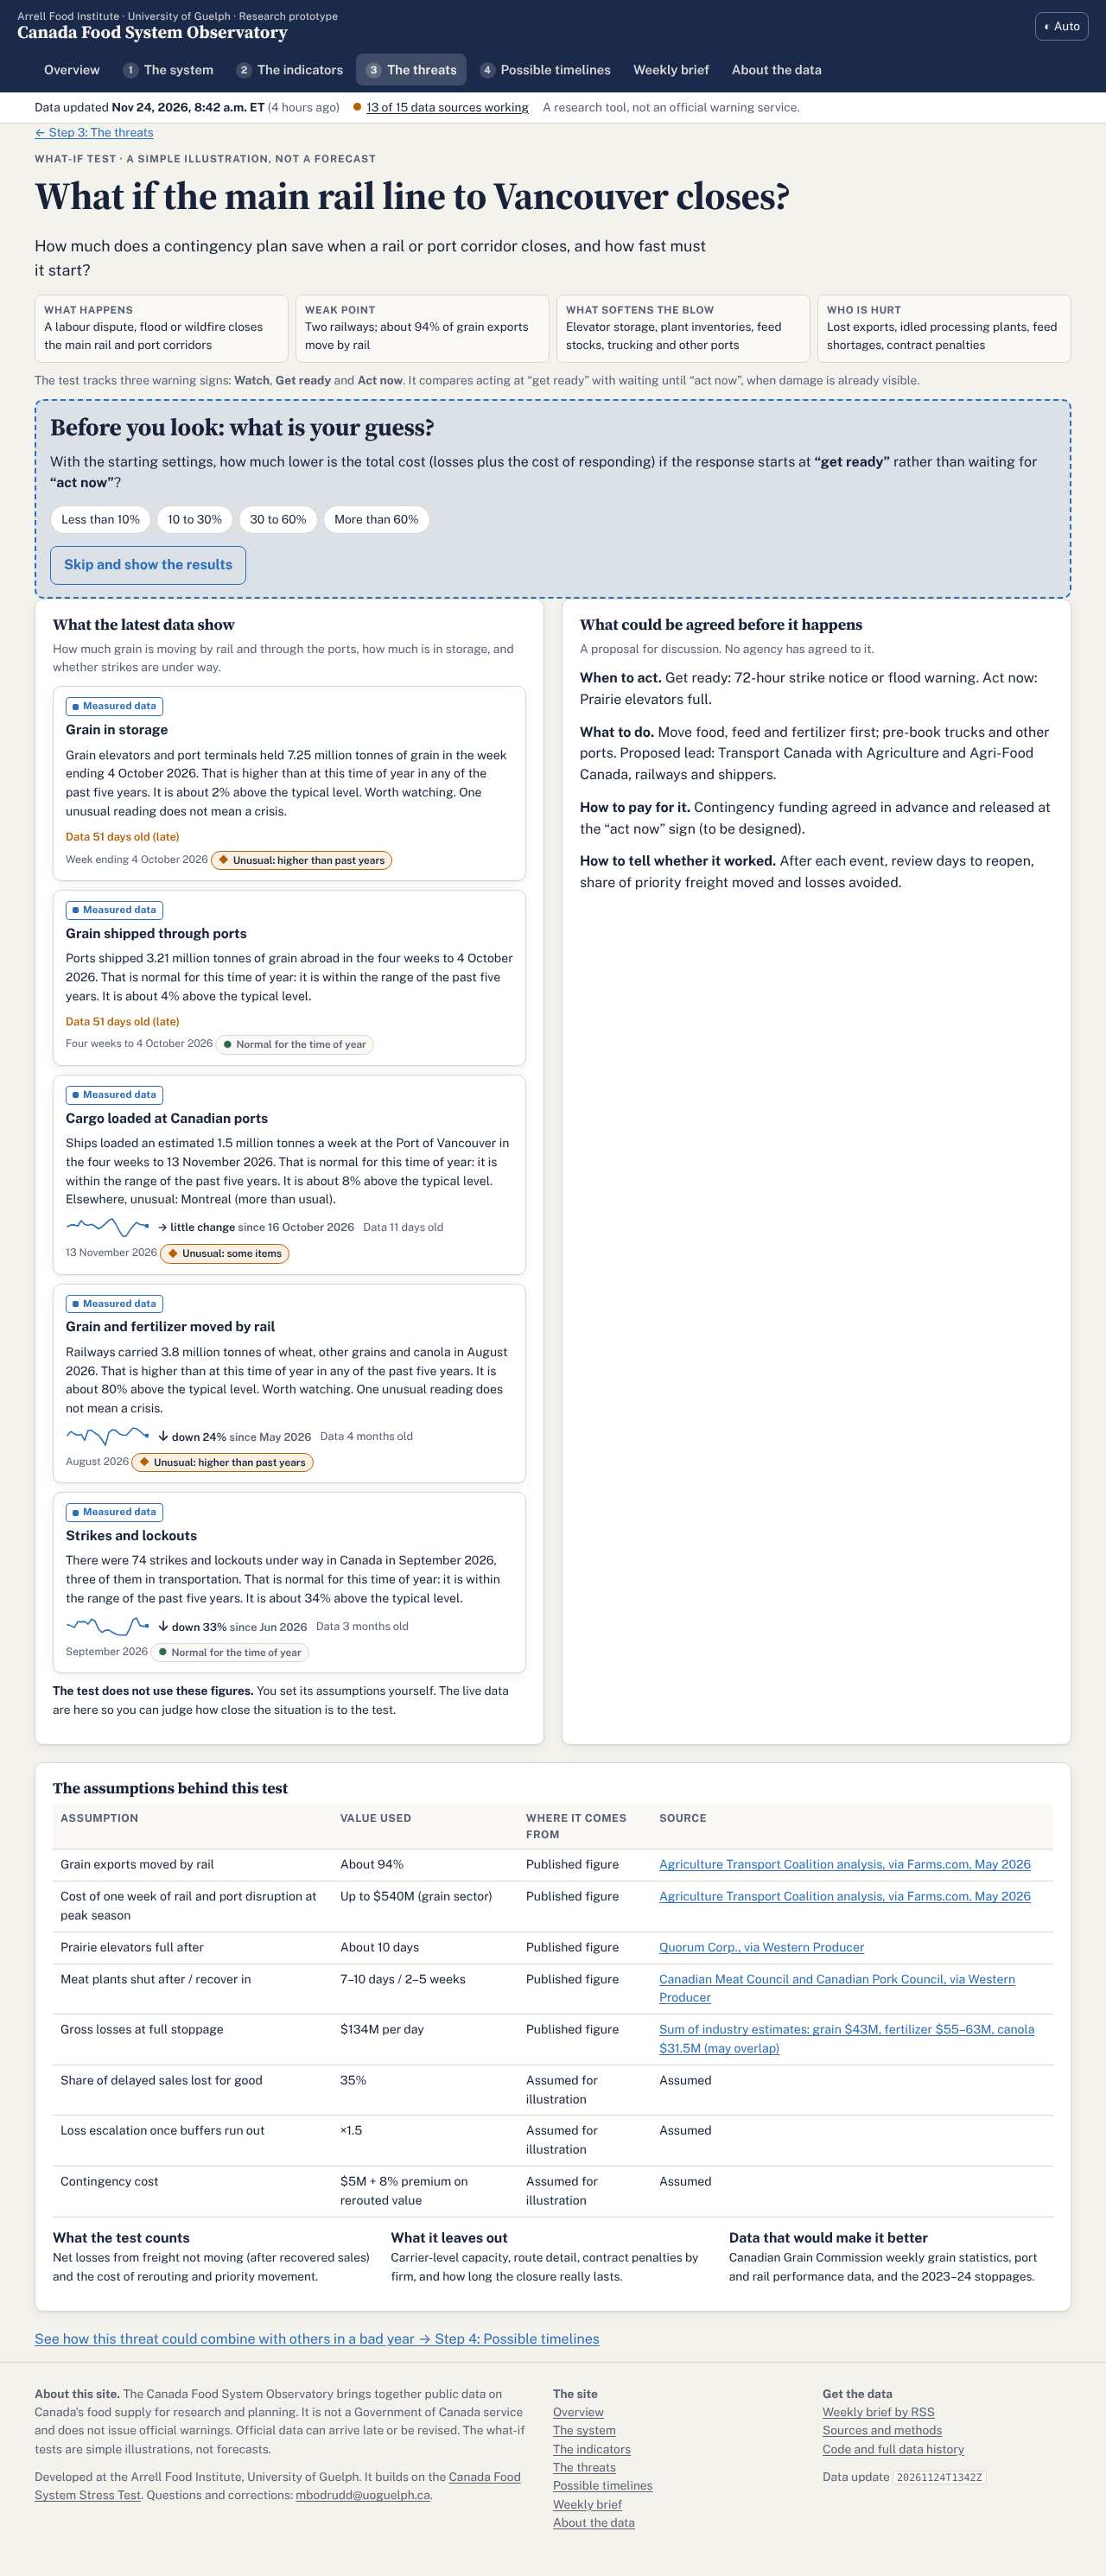 Arrell Food Institute · University of Guelph · Research prototype
Canada Food System Observatory
Auto
Overview
1 The system
2 The indicators
3 The threats
4 Possible timelines
Weekly brief
About the data
Data updated Nov 24, 2026, 8:42 a.m. ET (4 hours ago)
13 of 15 data sources working
A research tool, not an official warning service.
← Step 3: The threats
WHAT-IF TEST · A SIMPLE ILLUSTRATION, NOT A FORECAST
What if the main rail line to Vancouver closes?
How much does a contingency plan save when a rail or port corridor closes, and how fast must
it start?
WHAT HAPPENS
A labour dispute, flood or wildfire closes
the main rail and port corridors
WEAK POINT
Two railways; about 94% of grain exports
move by rail
WHAT SOFTENS THE BLOW
Elevator storage, plant inventories, feed
stocks, trucking and other ports
WHO IS HURT
Lost exports, idled processing plants, feed
shortages, contract penalties
The test tracks three warning signs: Watch, Get ready and Act now. It compares acting at “get ready” with waiting until “act now”, when damage is already visible.
Before you look: what is your guess?
With the starting settings, how much lower is the total cost (losses plus the cost of responding) if the response starts at “get ready” rather than waiting for
“act now”?
Less than 10%
10 to 30%
30 to 60%
More than 60%
Skip and show the results
What the latest data show
How much grain is moving by rail and through the ports, how much is in storage, and
whether strikes are under way.
Measured data
Grain in storage
Grain elevators and port terminals held 7.25 million tonnes of grain in the week
ending 4 October 2026. That is higher than at this time of year in any of the
past five years. It is about 2% above the typical level. Worth watching. One
unusual reading does not mean a crisis.
Data 51 days old (late)
Week ending 4 October 2026 Unusual: higher than past years
Measured data
Grain shipped through ports
Ports shipped 3.21 million tonnes of grain abroad in the four weeks to 4 October
2026. That is normal for this time of year: it is within the range of the past five
years. It is about 4% above the typical level.
Data 51 days old (late)
Four weeks to 4 October 2026 Normal for the time of year
Measured data
Cargo loaded at Canadian ports
Ships loaded an estimated 1.5 million tonnes a week at the Port of Vancouver in
the four weeks to 13 November 2026. That is normal for this time of year: it is
within the range of the past five years. It is about 8% above the typical level.
Elsewhere, unusual: Montreal (more than usual).
→ little change since 16 October 2026 Data 11 days old
13 November 2026 Unusual: some items
Measured data
Grain and fertilizer moved by rail
Railways carried 3.8 million tonnes of wheat, other grains and canola in August
2026. That is higher than at this time of year in any of the past five years. It is
about 80% above the typical level. Worth watching. One unusual reading does
not mean a crisis.
↓ down 24% since May 2026 Data 4 months old
August 2026 Unusual: higher than past years
Measured data
Strikes and lockouts
There were 74 strikes and lockouts under way in Canada in September 2026,
three of them in transportation. That is normal for this time of year: it is within
the range of the past five years. It is about 34% above the typical level.
↓ down 33% since Jun 2026 Data 3 months old
September 2026 Normal for the time of year
The test does not use these figures. You set its assumptions yourself. The live data
are here so you can judge how close the situation is to the test.
What could be agreed before it happens
A proposal for discussion. No agency has agreed to it.
When to act. Get ready: 72-hour strike notice or flood warning. Act now:
Prairie elevators full.
What to do. Move food, feed and fertilizer first; pre-book trucks and other
ports. Proposed lead: Transport Canada with Agriculture and Agri-Food
Canada, railways and shippers.
How to pay for it. Contingency funding agreed in advance and released at
the “act now” sign (to be designed).
How to tell whether it worked. After each event, review days to reopen,
share of priority freight moved and losses avoided.
The assumptions behind this test
ASSUMPTION VALUE USED WHERE IT COMES FROM SOURCE
Grain exports moved by rail About 94% Published figure Agriculture Transport Coalition analysis, via Farms.com, May 2026
Cost of one week of rail and port disruption at peak season Up to $540M (grain sector) Published figure Agriculture Transport Coalition analysis, via Farms.com, May 2026
Prairie elevators full after About 10 days Published figure Quorum Corp., via Western Producer
Meat plants shut after / recover in 7–10 days / 2–5 weeks Published figure Canadian Meat Council and Canadian Pork Council, via Western Producer
Gross losses at full stoppage $134M per day Published figure Sum of industry estimates: grain $43M, fertilizer $55–63M, canola $31.5M (may overlap)
Share of delayed sales lost for good 35% Assumed for illustration Assumed
Loss escalation once buffers run out ×1.5 Assumed for illustration Assumed
Contingency cost $5M + 8% premium on rerouted value Assumed for illustration Assumed
What the test counts
Net losses from freight not moving (after recovered sales)
and the cost of rerouting and priority movement.
What it leaves out
Carrier-level capacity, route detail, contract penalties by
firm, and how long the closure really lasts.
Data that would make it better
Canadian Grain Commission weekly grain statistics, port
and rail performance data, and the 2023–24 stoppages.
See how this threat could combine with others in a bad year → Step 4: Possible timelines
About this site. The Canada Food System Observatory brings together public data on
Canada's food supply for research and planning. It is not a Government of Canada service
and does not issue official warnings. Official data can arrive late or be revised. The what-if
tests are simple illustrations, not forecasts.
Developed at the Arrell Food Institute, University of Guelph. It builds on the Canada Food
System Stress Test. Questions and corrections: mbodrudd@uoguelph.ca.
The site
Overview
The system
The indicators
The threats
Possible timelines
Weekly brief
About the data
Get the data
Weekly brief by RSS
Sources and methods
Code and full data history
Data update 20261124T1342Z